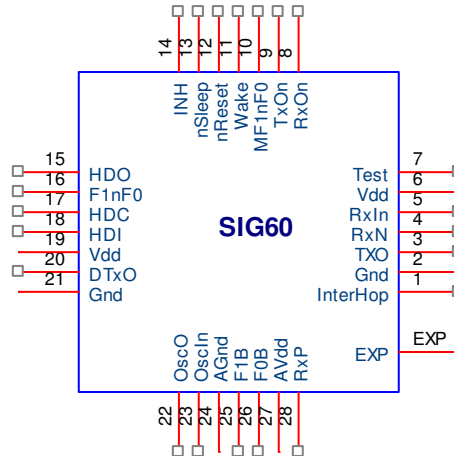 14
13
12
11
10
9
8
INH
nSleep
nReset
Wake
MF1nF0
TxOn
RxOn
15 HDO
16 F1nF0
17 HDC
18 HDI
19 Vdd
20 DTxO
21 Gnd
SIG60
Test 7
Vdd 6
RxIn 5
RxN 4
TXO 3
Gnd 2
InterHop 1
EXP EXP
OscO
OscIn
AGnd
F1B
F0B
AVdd
RxP
22
23
24
25
26
27
28